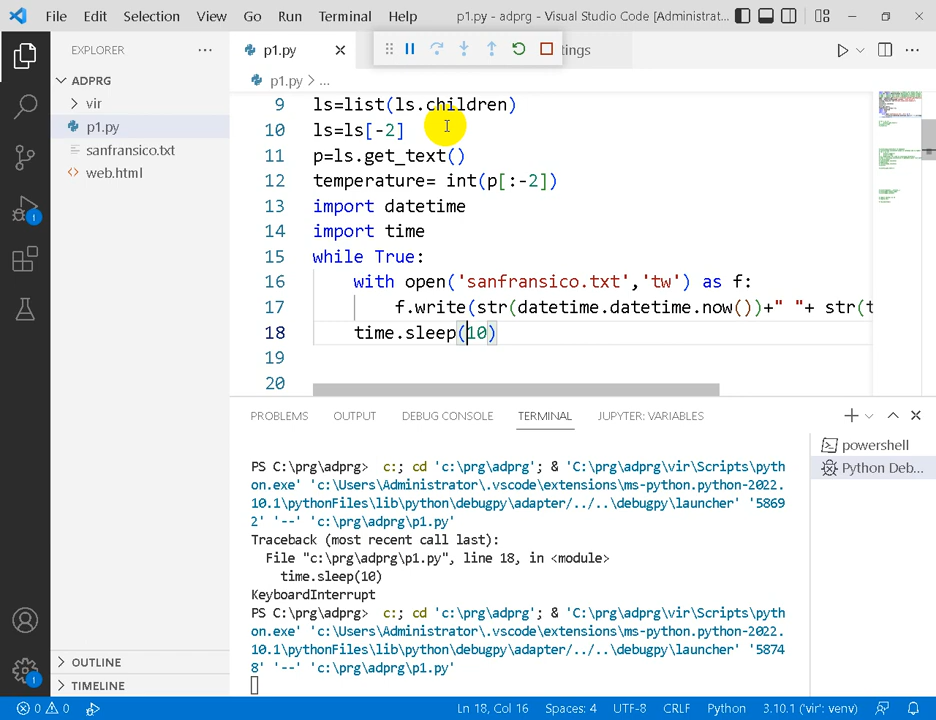 File Edit Selection View Go Run Terminal Help p1.py - adprg - Visual Studio Code [Administrat...
EXPLORER
ADPRG
vir
p1.py
sanfransico.txt
web.html
OUTLINE
TIMELINE
p1.py
tings
p1.py > ...
9 ls=list(ls.children)
10 ls=ls[-2]
11 p=ls.get_text()
12 temperature= int(p[:-2])
13 import datetime
14 import time
15 while True:
16 with open('sanfransico.txt','tw') as f:
17 f.write(str(datetime.datetime.now())+" "+ str(t
18 time.sleep(10)
19
20
PROBLEMS OUTPUT DEBUG CONSOLE TERMINAL JUPYTER: VARIABLES
PS C:\prg\adprg> c:; cd 'c:\prg\adprg'; & 'C:\prg\adprg\vir\Scripts\pyth
on.exe' 'c:\Users\Administrator\.vscode\extensions\ms-python.python-2022.
10.1\pythonFiles\lib\python\debugpy\adapter/../..\debugpy\launcher' '5869
2' '--' 'c:\prg\adprg\p1.py'
Traceback (most recent call last):
File "c:\prg\adprg\p1.py", line 18, in <module>
time.sleep(10)
KeyboardInterrupt
PS C:\prg\adprg> c:; cd 'c:\prg\adprg'; & 'C:\prg\adprg\vir\Scripts\pyth
on.exe' 'c:\Users\Administrator\.vscode\extensions\ms-python.python-2022.
10.1\pythonFiles\lib\python\debugpy\adapter/../..\debugpy\launcher' '5874
8' '--' 'c:\prg\adprg\p1.py'
powershell
Python Deb...
1
1
0 0 Ln 18, Col 16 Spaces: 4 UTF-8 CRLF Python 3.10.1 ('vir': venv)